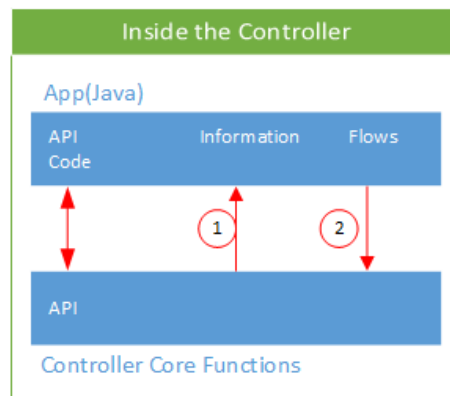 Inside the Controller
App(Java)
API Information Flows
Code
1 2
API
Controller Core Functions